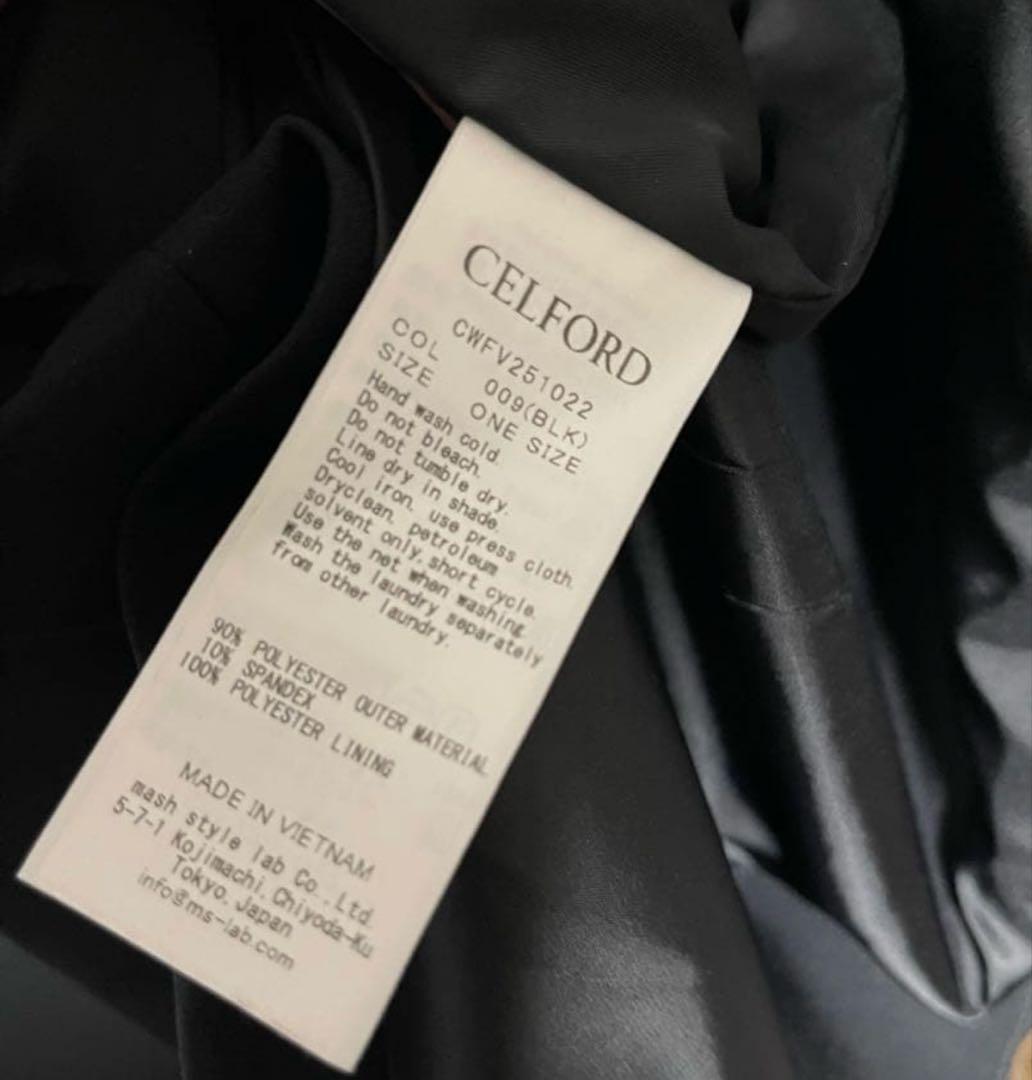 CELFORD
CWFV251022
COL 009(BLK)
SIZE ONE SIZE
Hand wash cold.
Do not bleach.
Do not tumble dry.
Line dry in shade.
Cool iron, use press cloth.
Dryclean, petroleum
solvent only, short cycle.
Use the net when washing.
Wash the laundry separately
from other laundry.
90% POLYESTER OUTER MATERIAL
10% SPANDEX
100% POLYESTER LINING
MADE IN VIETNAM
mash style lab Co., Ltd.
5-7-1 Kojimachi, Chiyoda-Ku
Tokyo, Japan
info@ms-lab.com